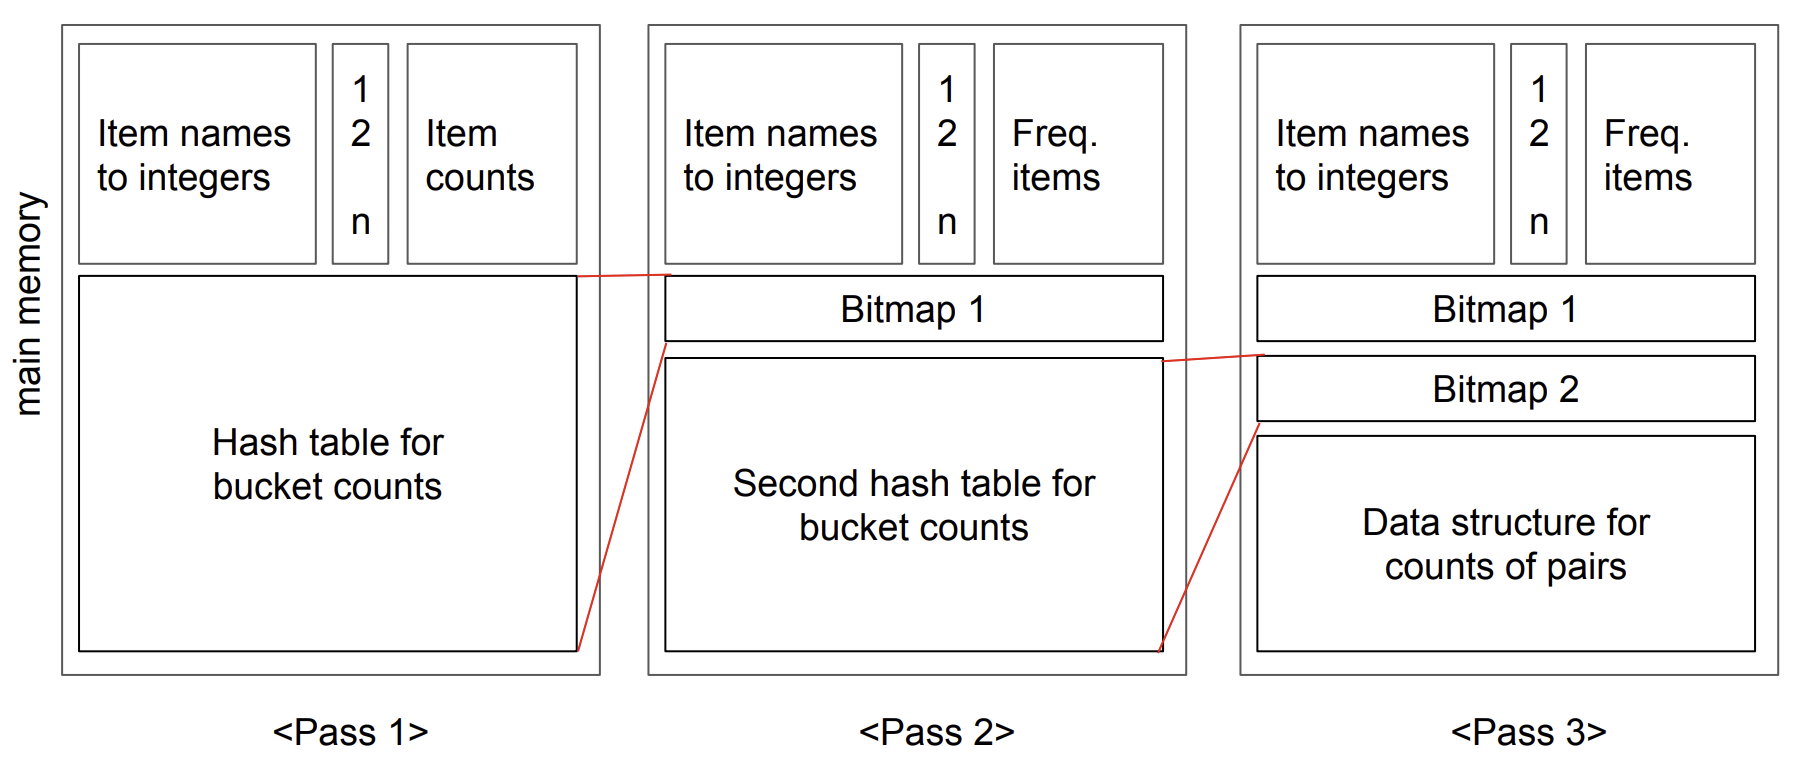 main memory
Item names
to integers
1
2
n
Item
counts
Hash table for
bucket counts
<Pass 1>
Item names
to integers
1
2
n
Freq.
items
Bitmap 1
Second hash table for
bucket counts
<Pass 2>
Item names
to integers
1
2
n
Freq.
items
Bitmap 1
Bitmap 2
Data structure for
counts of pairs
<Pass 3>